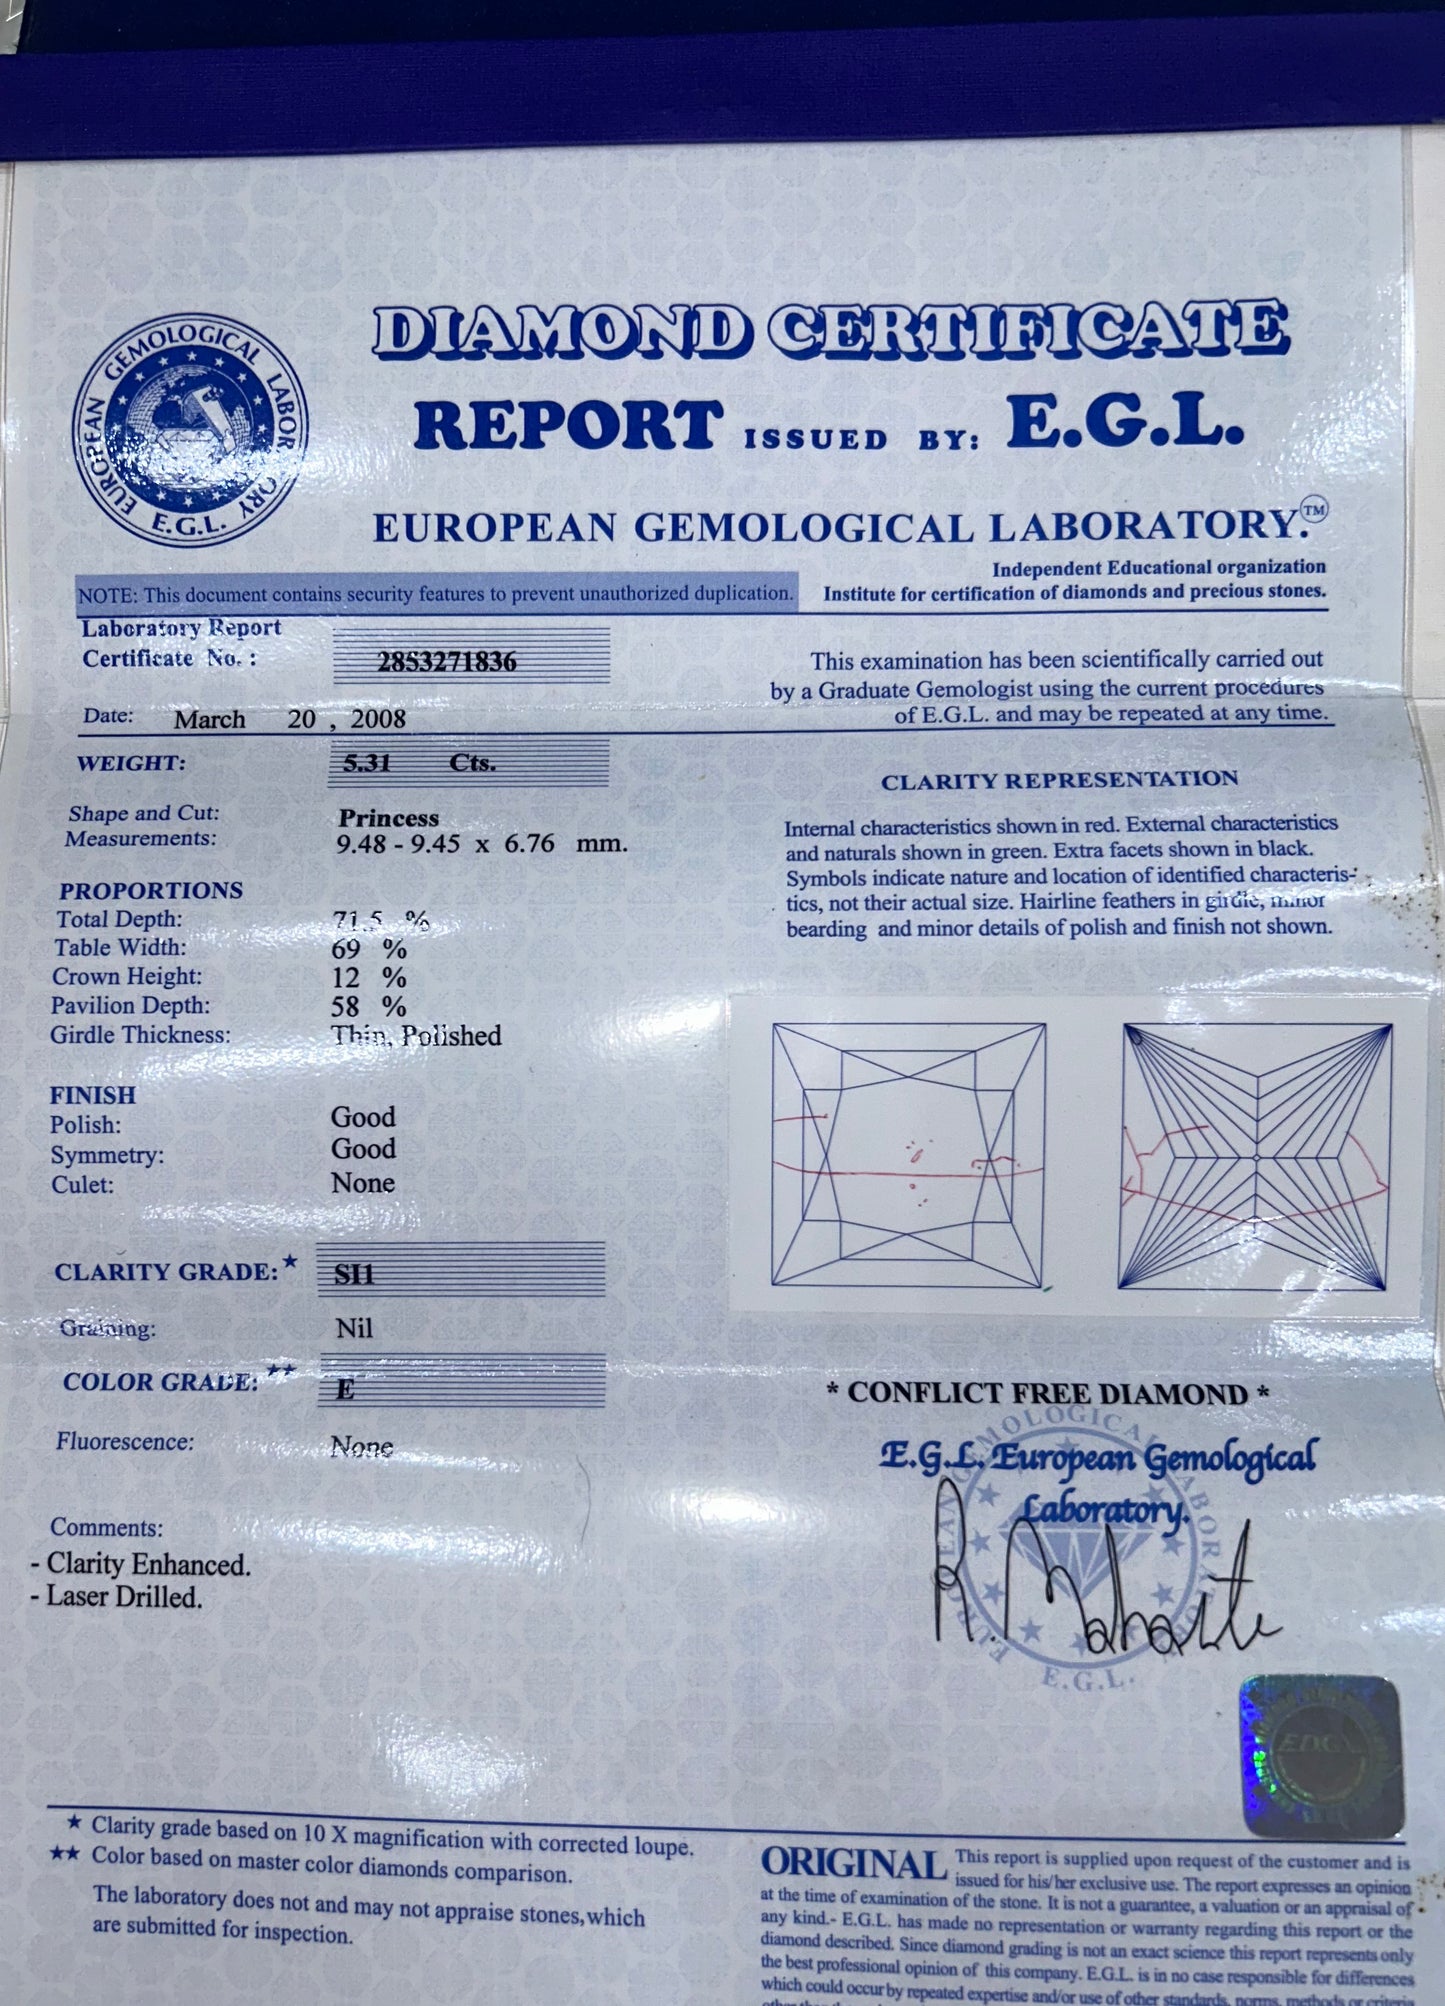 EUROPEAN GEMOLOGICAL LABORATORY
E.G.L.
DIAMOND CERTIFICATE
REPORT ISSUED BY: E.G.L.
EUROPEAN GEMOLOGICAL LABORATORY.™
Independent Educational organization
NOTE: This document contains security features to prevent unauthorized duplication.
Institute for certification of diamonds and precious stones.
Laboratory Report
Certificate No. : 2853271836
Date: March 20 , 2008
This examination has been scientifically carried out
by a Graduate Gemologist using the current procedures
of E.G.L. and may be repeated at any time.
WEIGHT: 5.31 Cts.
Shape and Cut: Princess
Measurements: 9.48 - 9.45 x 6.76 mm.
PROPORTIONS
Total Depth: 71.5 %
Table Width: 69 %
Crown Height: 12 %
Pavilion Depth: 58 %
Girdle Thickness: Thin, Polished
FINISH
Polish: Good
Symmetry: Good
Culet: None
CLARITY GRADE:★ SI1
Graining: Nil
COLOR GRADE:★★ E
Fluorescence: None
Comments:
- Clarity Enhanced.
- Laser Drilled.
CLARITY REPRESENTATION
Internal characteristics shown in red. External characteristics
and naturals shown in green. Extra facets shown in black.
Symbols indicate nature and location of identified characteris-
tics, not their actual size. Hairline feathers in girdle, minor
bearding and minor details of polish and finish not shown.
* CONFLICT FREE DIAMOND *
E.G.L. European Gemological
Laboratory.
E.G.L.
★ Clarity grade based on 10 X magnification with corrected loupe.
★★ Color based on master color diamonds comparison.
The laboratory does not and may not appraise stones,which
are submitted for inspection.
ORIGINAL This report is supplied upon request of the customer and is
issued for his/her exclusive use. The report expresses an opinion
at the time of examination of the stone. It is not a guarantee, a valuation or an appraisal of
any kind.- E.G.L. has made no representation or warranty regarding this report or the
diamond described. Since diamond grading is not an exact science this report represents only
the best professional opinion of this company. E.G.L. is in no case responsible for differences
which could occur by repeated expertise and/or use of other standards, norms, methods or criteria